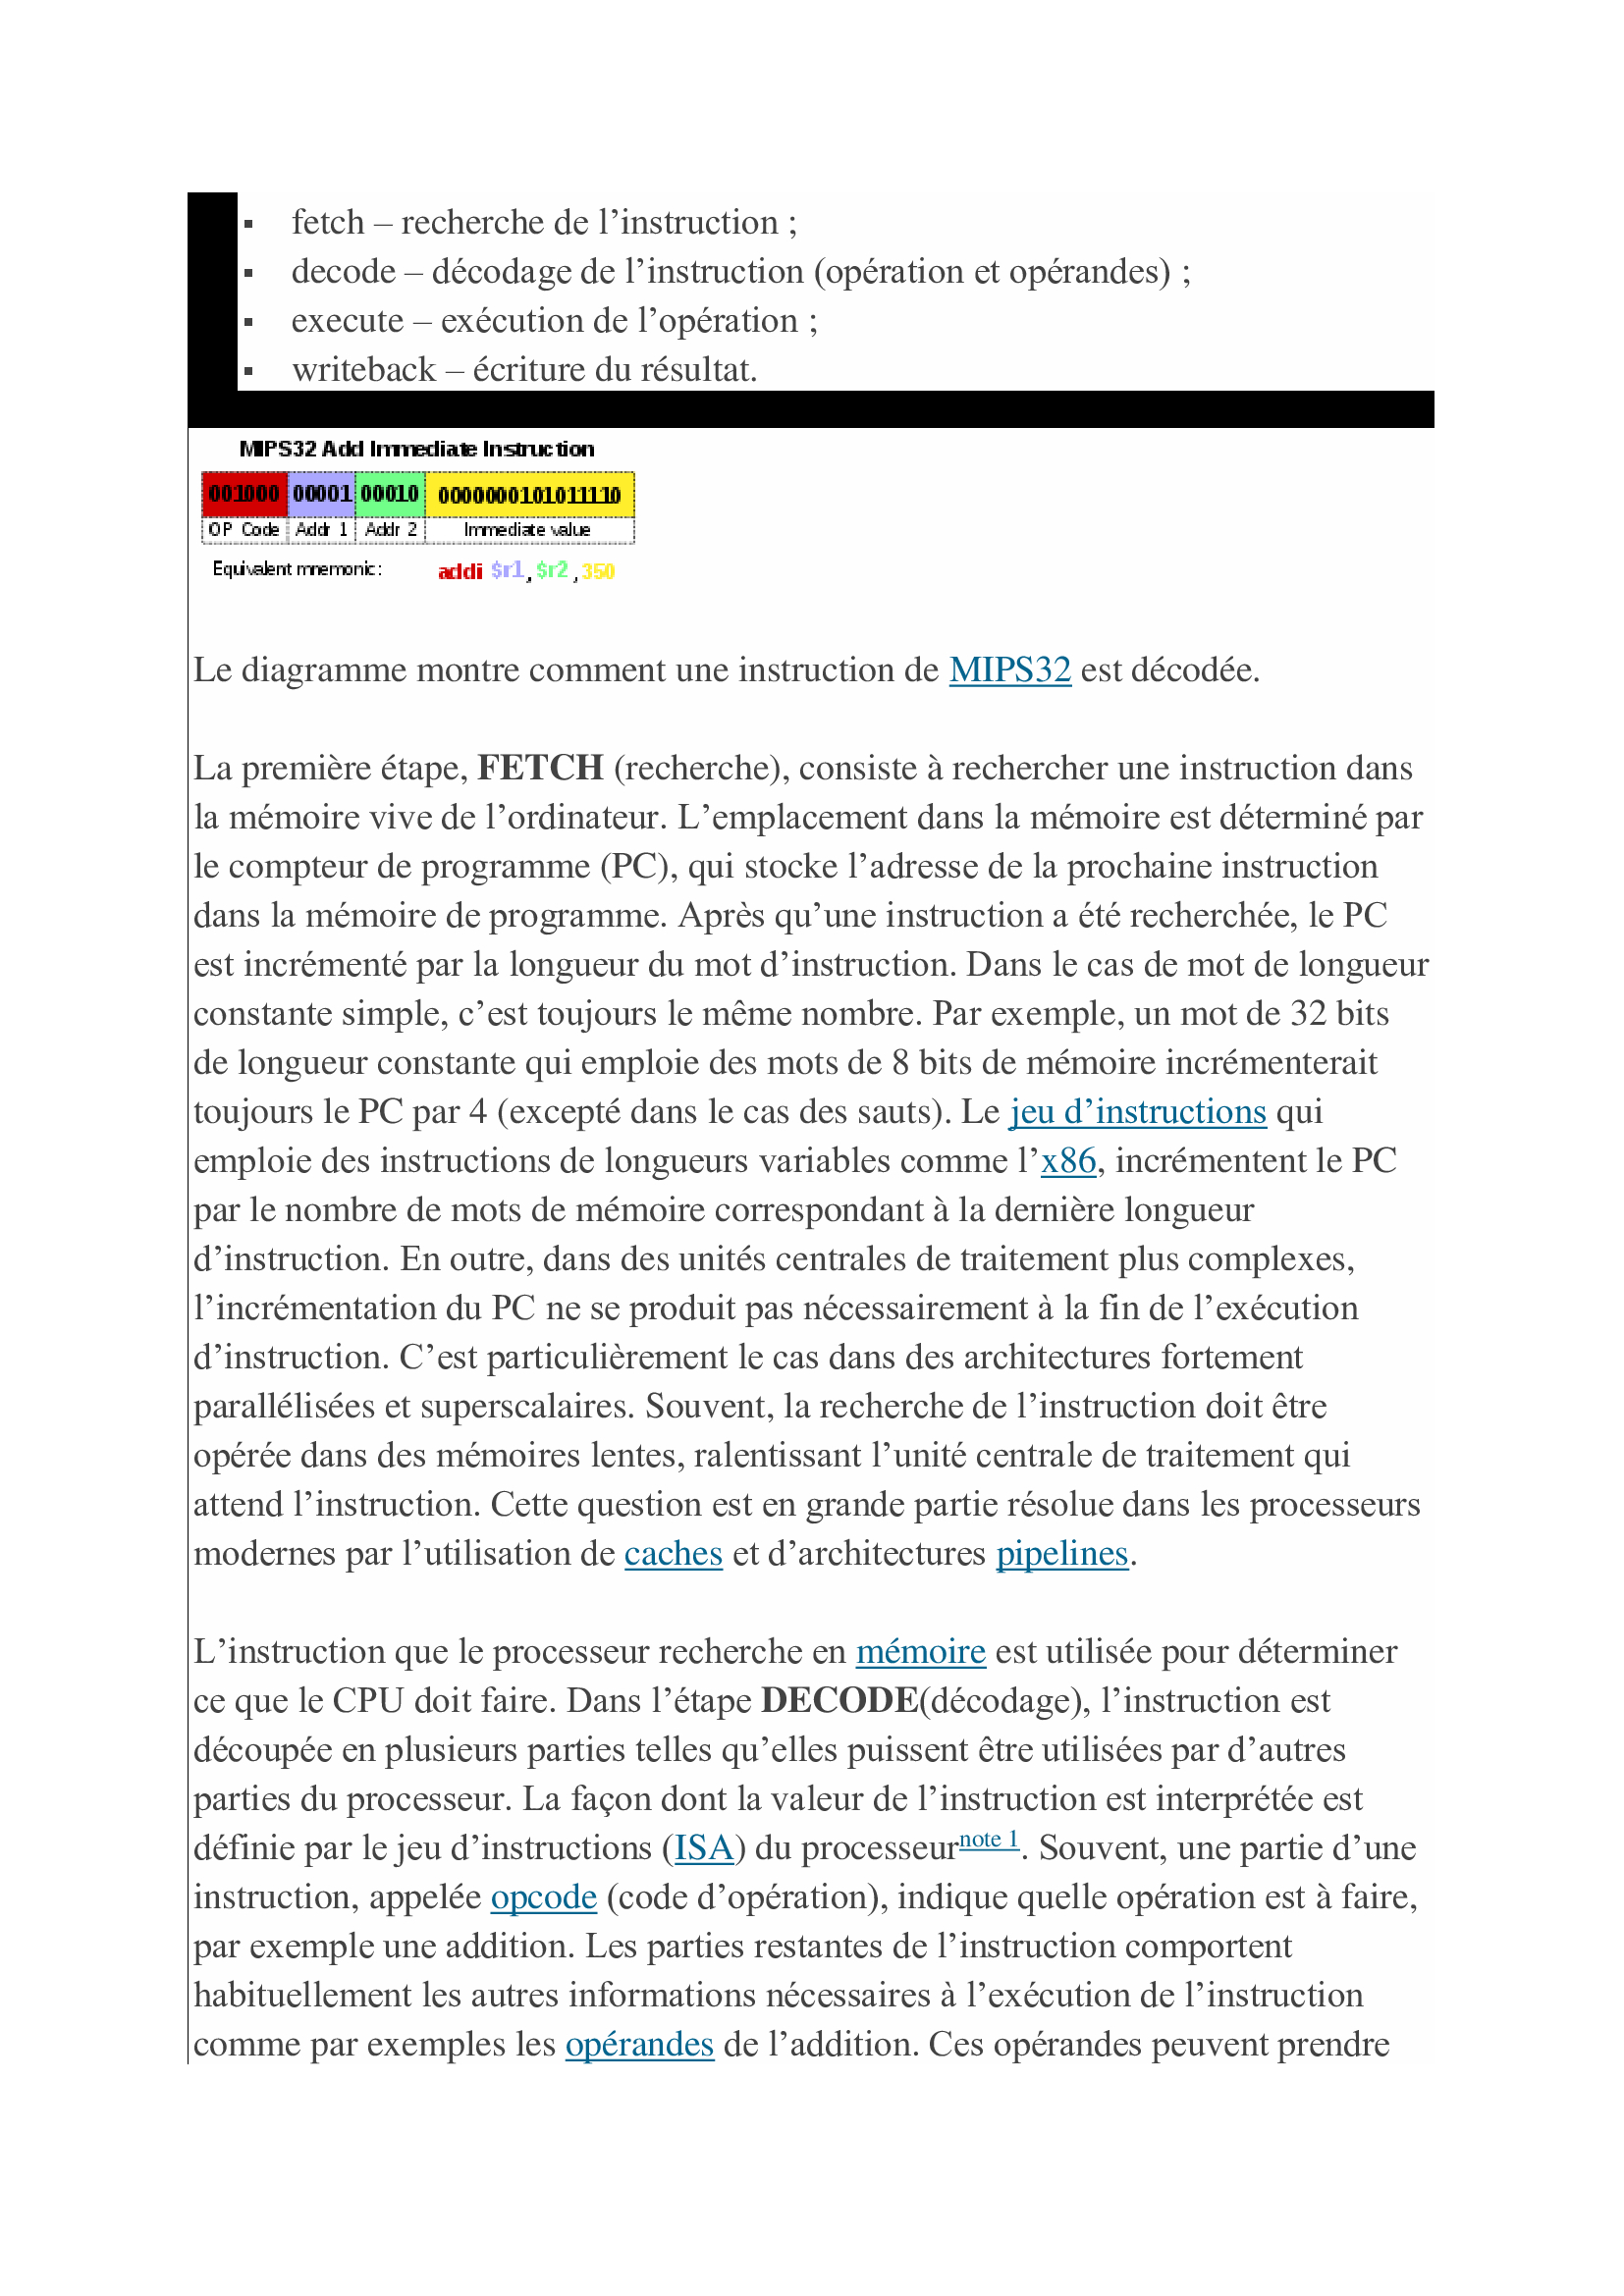 ▪ fetch – recherche de l’instruction ;
▪ decode – décodage de l’instruction (opération et opérandes) ;
▪ execute – exécution de l’opération ;
▪ writeback – écriture du résultat.
MIPS32 Add Immediate Instruction
001000 00001 00010 0000000101011110
OP Code Addr 1 Addr 2 Immediate value
Equivalent mnemonic: addi $r1, $r2, 350
Le diagramme montre comment une instruction de MIPS32 est décodée.
La première étape, FETCH (recherche), consiste à rechercher une instruction dans
la mémoire vive de l’ordinateur. L’emplacement dans la mémoire est déterminé par
le compteur de programme (PC), qui stocke l’adresse de la prochaine instruction
dans la mémoire de programme. Après qu’une instruction a été recherchée, le PC
est incrémenté par la longueur du mot d’instruction. Dans le cas de mot de longueur
constante simple, c’est toujours le même nombre. Par exemple, un mot de 32 bits
de longueur constante qui emploie des mots de 8 bits de mémoire incrémenterait
toujours le PC par 4 (excepté dans le cas des sauts). Le jeu d’instructions qui
emploie des instructions de longueurs variables comme l’x86, incrémentent le PC
par le nombre de mots de mémoire correspondant à la dernière longueur
d’instruction. En outre, dans des unités centrales de traitement plus complexes,
l’incrémentation du PC ne se produit pas nécessairement à la fin de l’exécution
d’instruction. C’est particulièrement le cas dans des architectures fortement
parallélisées et superscalaires. Souvent, la recherche de l’instruction doit être
opérée dans des mémoires lentes, ralentissant l’unité centrale de traitement qui
attend l’instruction. Cette question est en grande partie résolue dans les processeurs
modernes par l’utilisation de caches et d’architectures pipelines.
L’instruction que le processeur recherche en mémoire est utilisée pour déterminer
ce que le CPU doit faire. Dans l’étape DECODE(décodage), l’instruction est
découpée en plusieurs parties telles qu’elles puissent être utilisées par d’autres
parties du processeur. La façon dont la valeur de l’instruction est interprétée est
définie par le jeu d’instructions (ISA) du processeurnote 1. Souvent, une partie d’une
instruction, appelée opcode (code d’opération), indique quelle opération est à faire,
par exemple une addition. Les parties restantes de l’instruction comportent
habituellement les autres informations nécessaires à l’exécution de l’instruction
comme par exemples les opérandes de l’addition. Ces opérandes peuvent prendre